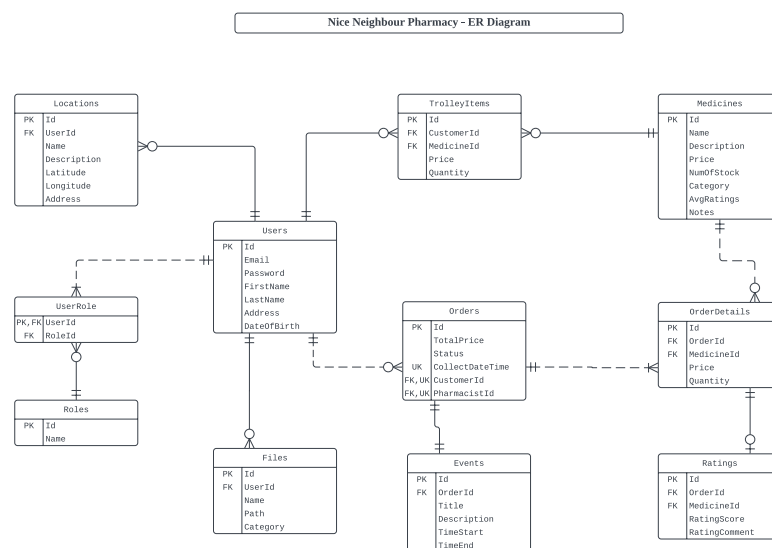 Nice Neighbour Pharmacy – ER Diagram
Locations
PK Id
FK UserId
Name
Description
Latitude
Longitude
Address
TrolleyItems
PK Id
FK CustomerId
FK MedicineId
Price
Quantity
Medicines
PK Id
Name
Description
Price
NumOfStock
Category
AvgRatings
Notes
Users
PK Id
Email
Password
FirstName
LastName
Address
DateOfBirth
UserRole
PK,FK UserId
FK RoleId
Orders
PK Id
TotalPrice
Status
UK CollectDateTime
FK,UK CustomerId
FK,UK PharmacistId
OrderDetails
PK Id
FK OrderId
FK MedicineId
Price
Quantity
Roles
PK Id
Name
Files
PK Id
FK UserId
Name
Path
Category
Events
PK Id
FK OrderId
Title
Description
TimeStart
TimeEnd
Ratings
PK Id
FK OrderId
FK MedicineId
RatingScore
RatingComment